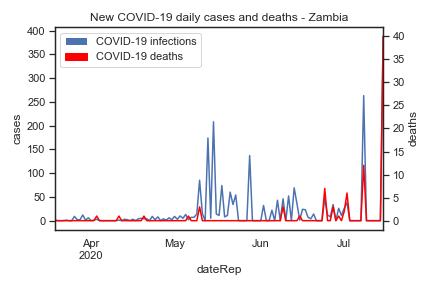 New COVID-19 daily cases and deaths - Zambia
COVID-19 infections
COVID-19 deaths
400
350
300
250
200
150
100
50
0
cases
40
35
30
25
20
15
10
5
0
deaths
Apr
2020
May
Jun
Jul
dateRep